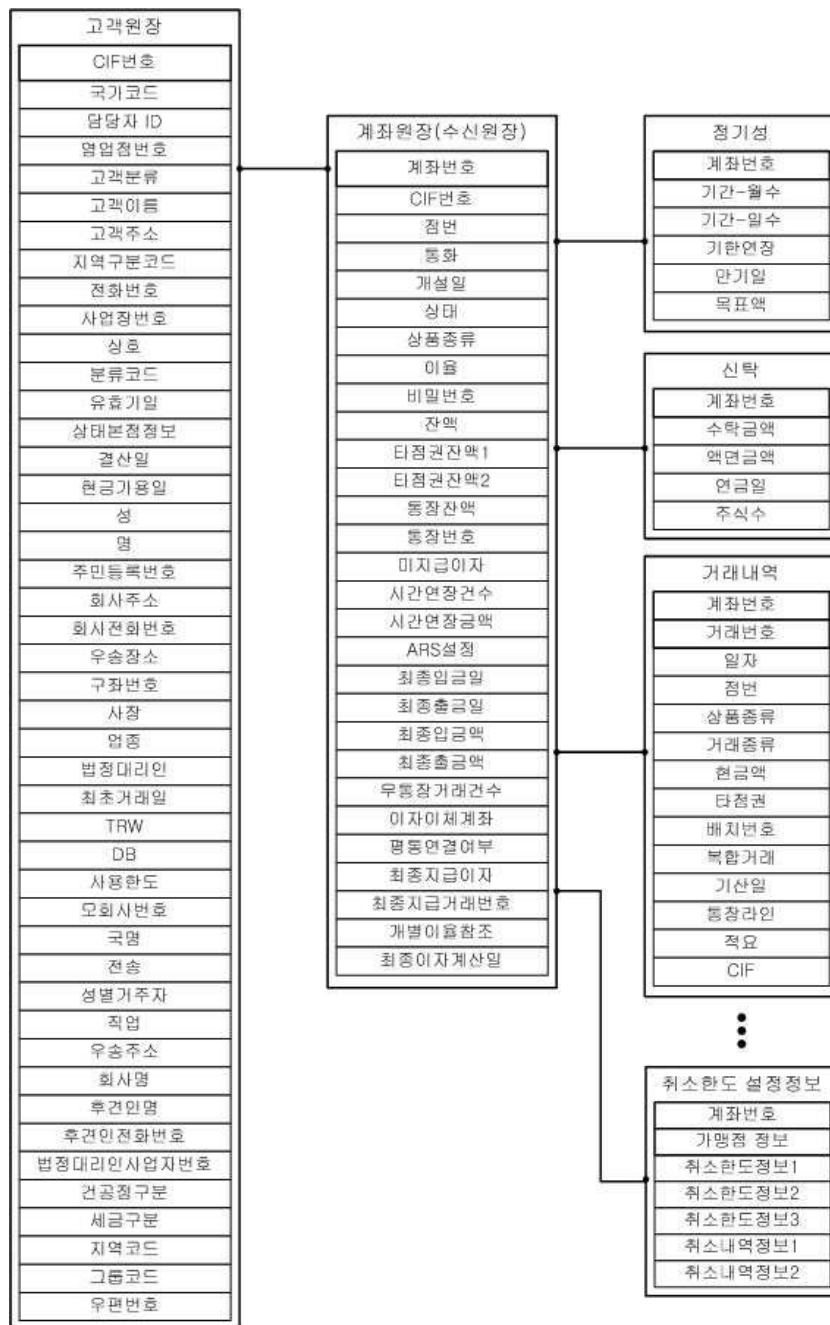 고객원장
CIF번호
국가코드
담당자 ID
영업점번호
고객분류
고객이름
고객주소
지역구분코드
전화번호
사업장번호
상호
분류코드
유효기일
상태본점정보
결산일
현금가용일
성
명
주민등록번호
회사주소
회사전화번호
우송장소
구좌번호
사장
업종
법정대리인
최초거래일
TRW
DB
사용한도
모회사번호
국명
전송
성별거주자
직업
우송주소
회사명
후견인명
후견인전화번호
법정대리인사업자번호
건공점구분
세금구분
지역코드
그룹코드
우편번호
계좌원장(수신원장)
계좌번호
CIF번호
점번
통화
개설일
상태
상품종류
이율
비밀번호
잔액
타점권잔액1
타점권잔액2
통장잔액
통장번호
미지급이자
시간연장건수
시간연장금액
ARS설정
최종입금일
최종출금일
최종입금액
최종출금액
무통장거래건수
이자이체계좌
평통연결여부
최종지급이자
최종지급거래번호
개별이율참조
최종이자계산일
정기성
계좌번호
기간-월수
기간-일수
기한연장
만기일
목표액
신탁
계좌번호
수탁금액
액면금액
연금일
주식수
거래내역
계좌번호
거래번호
일자
점번
상품종류
거래종류
현금액
타점권
배치번호
복합거래
기산일
통장라인
적요
CIF
취소한도 설정정보
계좌번호
가맹점 정보
취소한도정보1
취소한도정보2
취소한도정보3
취소내역정보1
취소내역정보2